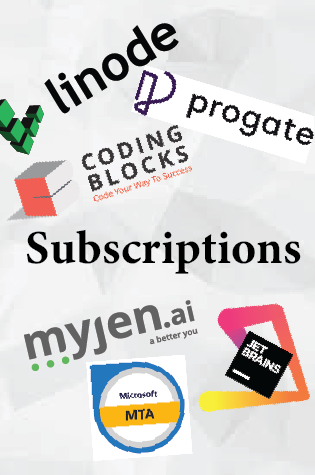 linode
progate
CODING
BLOCKS
Code Your Way To Success
Subscriptions
myjen.ai
a better you
JET
BRAINS
Microsoft
MTA